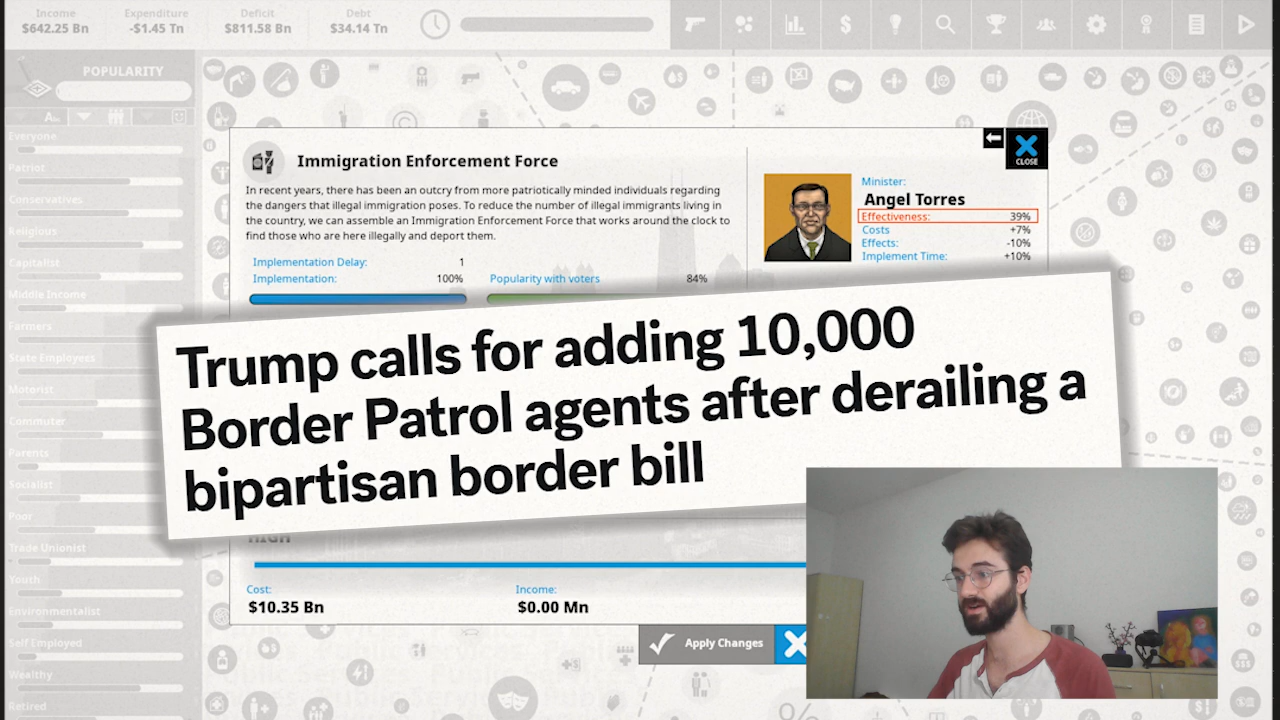 Income
$642.25 Bn
Expenditure
-$1.45 Tn
Deficit
$811.58 Bn
Debt
$34.14 Tn
POPULARITY
Everyone
Patriot
Conservatives
Religious
Capitalist
Middle Income
Farmers
State Employees
Motorist
Commuter
Parents
Socialist
Poor
Trade Unionist
Youth
Environmentalist
Self Employed
Wealthy
Retired
Immigration Enforcement Force
In recent years, there has been an outcry from more patriotically minded individuals regarding
the dangers that illegal immigration poses. To reduce the number of illegal immigrants living in
the country, we can assemble an Immigration Enforcement Force that works around the clock to
find those who are here illegally and deport them.
Implementation Delay: 1
Implementation: 100%
Popularity with voters 84%
CLOSE
Minister:
Angel Torres
Effectiveness: 39%
Costs +7%
Effects: -10%
Implement Time: +10%
Trump calls for adding 10,000
Border Patrol agents after derailing a
bipartisan border bill
HIGH
Cost:
$10.35 Bn
Income:
$0.00 Mn
Apply Changes